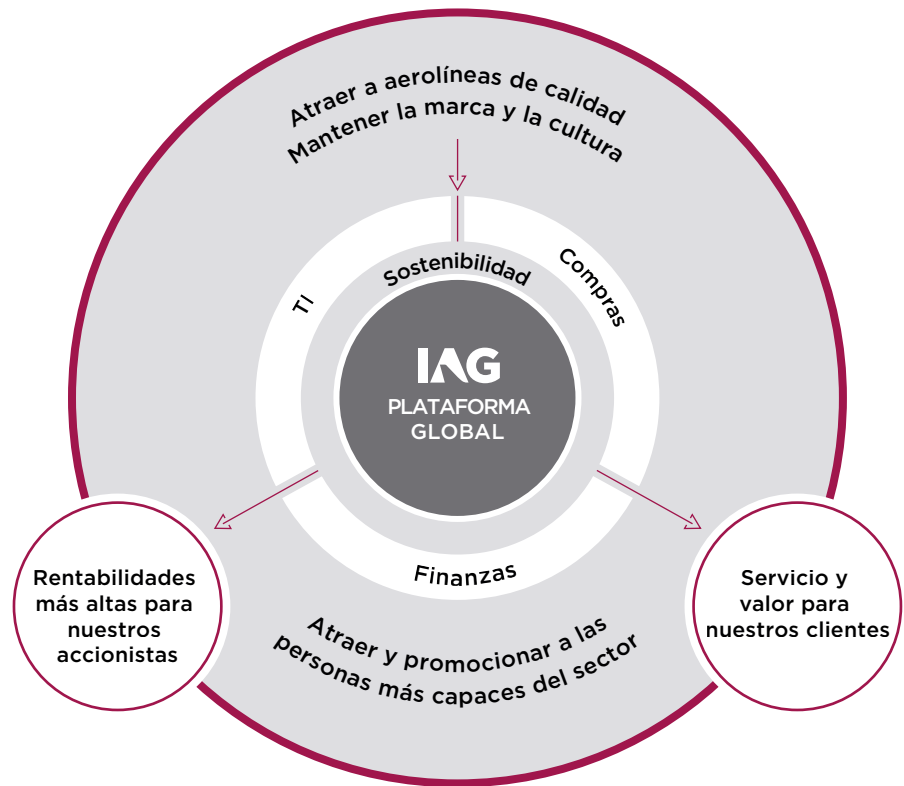 Atraer a aerolíneas de calidad
Mantener la marca y la cultura
TI
Sostenibilidad
Compras
IAG
PLATAFORMA
GLOBAL
Finanzas
Rentabilidades
más altas para
nuestros
accionistas
Servicio y
valor para
nuestros clientes
Atraer y promocionar a las
personas más capaces del sector